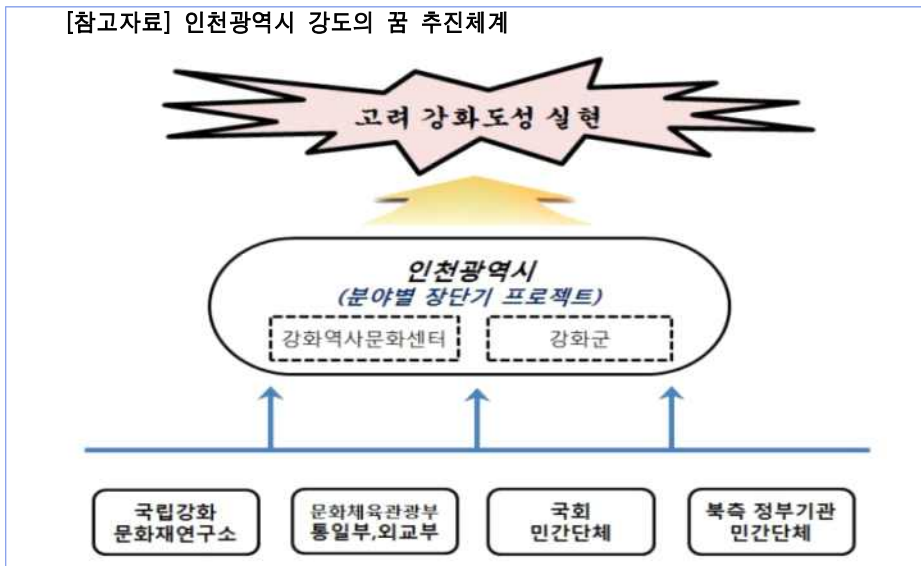 [참고자료] 인천광역시 강도의 꿈 추진체계
고려 강화도성 실현
인천광역시
(분야별 장단기 프로젝트)
강화역사문화센터
강화군
국립강화
문화재연구소
문화체육관광부
통일부,외교부
국회
민간단체
북측 정부기관
민간단체